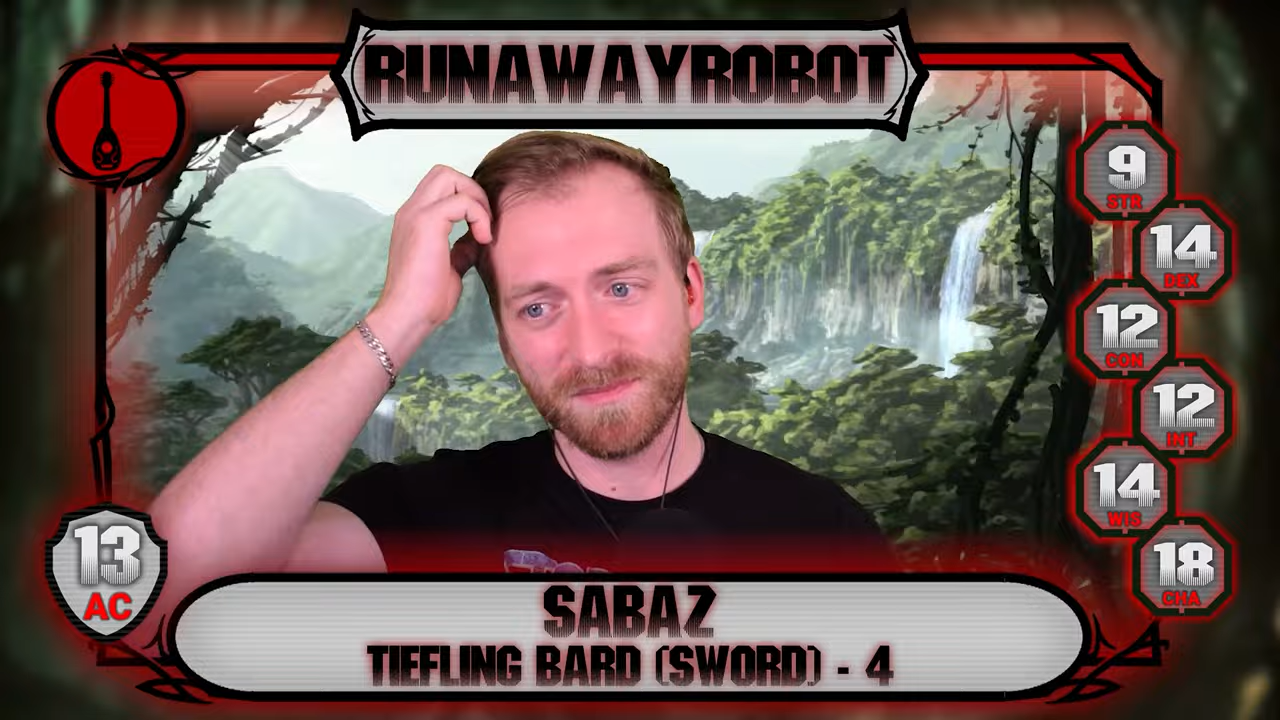 RUNAWAYROBOT
9
STR
14
DEX
12
CON
12
INT
14
WIS
18
CHA
13
AC
SABAZ
TIEFLING BARD (SWORD) - 4